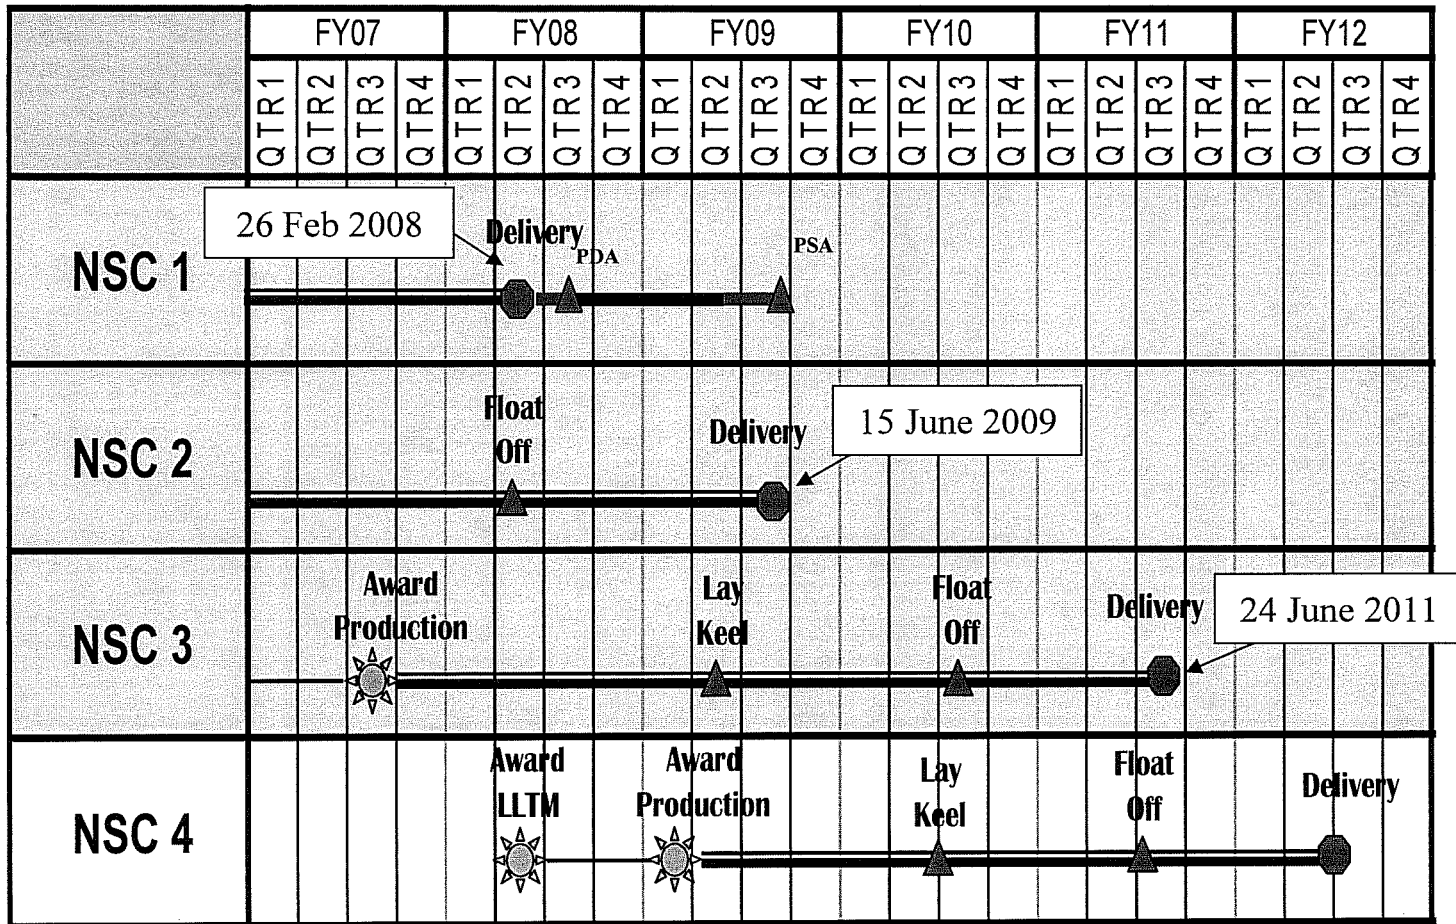 FY07 FY08 FY09 FY10 FY11 FY12
QTR1 QTR2 QTR3 QTR4 QTR1 QTR2 QTR3 QTR4 QTR1 QTR2 QTR3 QTR4 QTR1 QTR2 QTR3 QTR4 QTR1 QTR2 QTR3 QTR4 QTR1 QTR2 QTR3 QTR4
NSC 1
26 Feb 2008
Delivery
PDA
PSA
NSC 2
Float
Off
Delivery
15 June 2009
NSC 3
Award
Production
Lay
Keel
Float
Off
Delivery
24 June 2011
NSC 4
Award
LLTM
Award
Production
Lay
Keel
Float
Off
Delivery